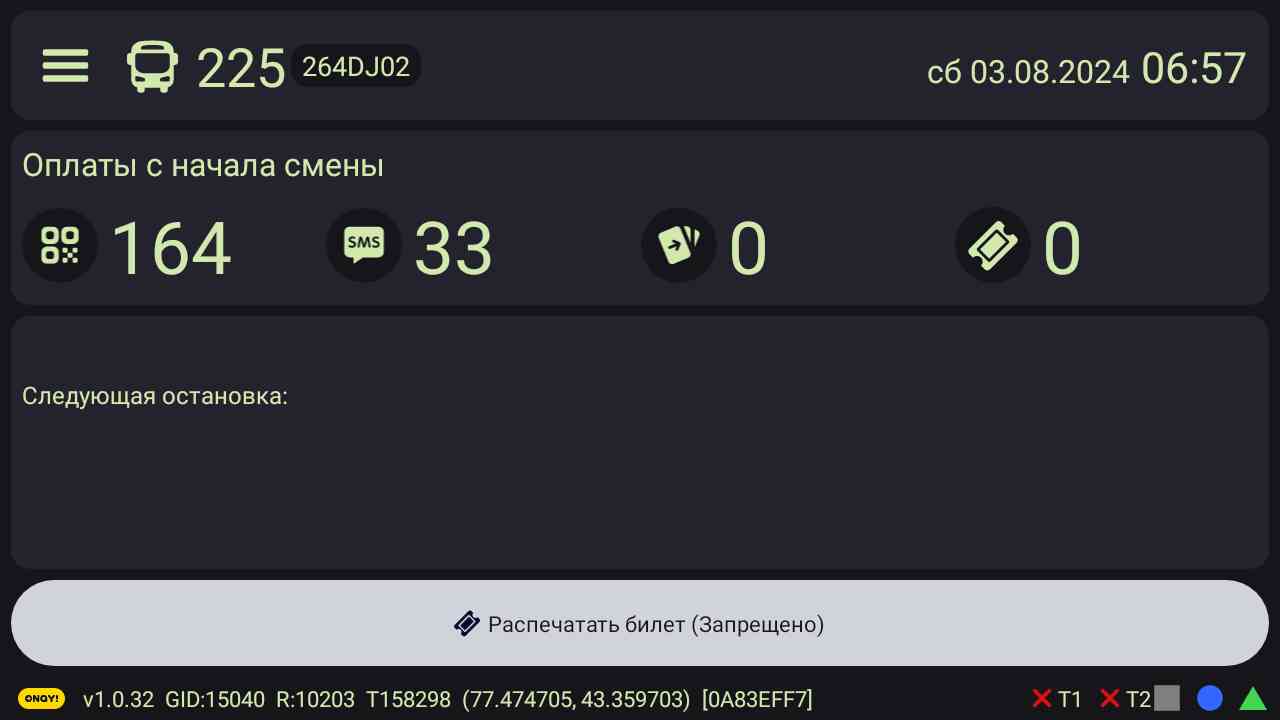 225 264DJ02 сб 03.08.2024 06:57
Оплаты с начала смены
164 SMS 33 0 0
Следующая остановка:
Распечатать билет (Запрещено)
ONAY! v1.0.32 GID:15040 R:10203 T158298 (77.474705, 43.359703) [0A83EFF7] T1 T2